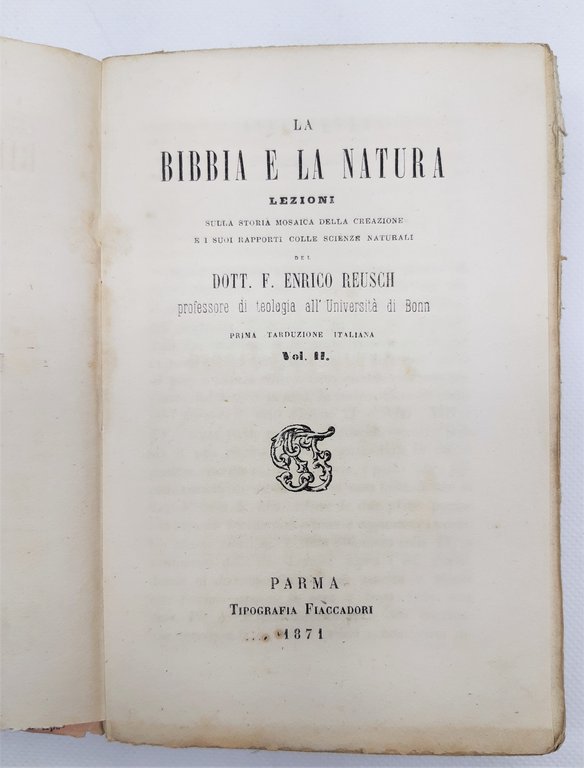 LA
BIBBIA E LA NATURA
LEZIONI
SULLA STORIA MOSAICA DELLA CREAZIONE
E I SUOI RAPPORTI COLLE SCIENZE NATURALI
DEL
DOTT. F. ENRICO REUSCH
professore di teologia all' Università di Bonn
PRIMA TARDUZIONE ITALIANA
Vol. II.
PARMA
TIPOGRAFIA FIACCADORI
1871